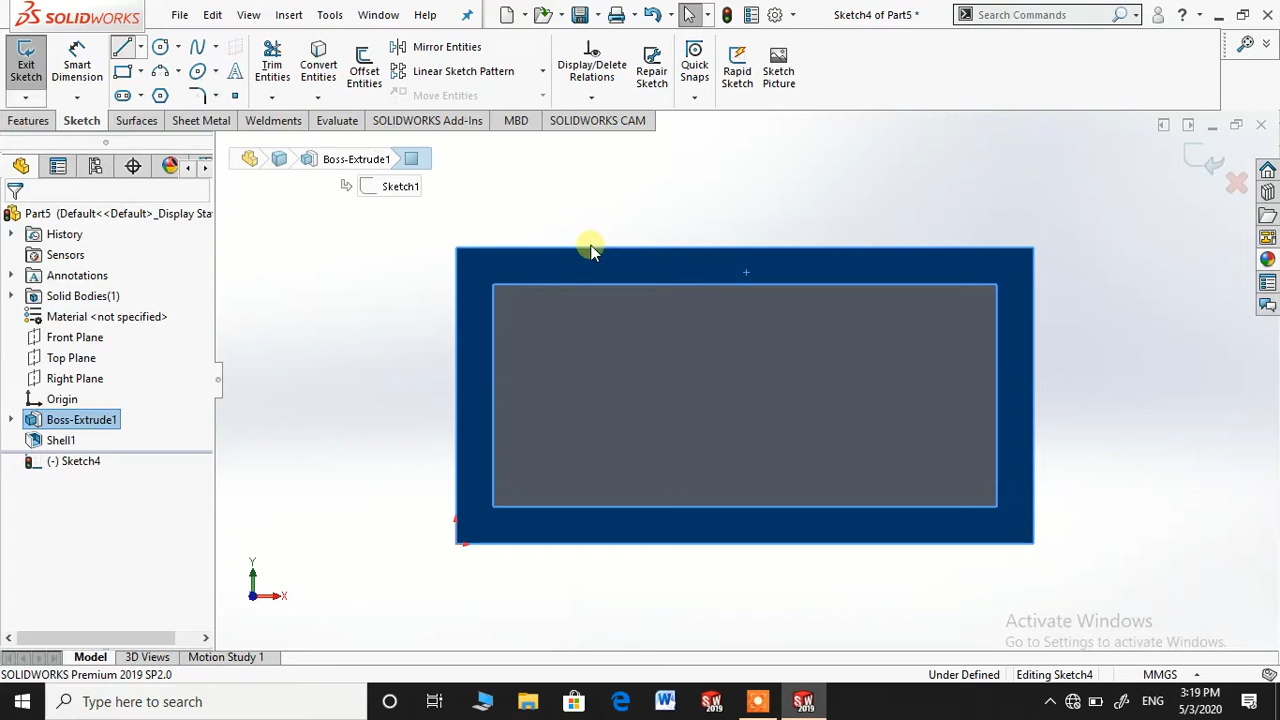 SOLIDWORKS File Edit View Insert Tools Window Help Sketch4 of Part5 * Search Commands ?
Exit Sketch
Smart Dimension
Trim Entities
Convert Entities
Offset Entities
Mirror Entities
Linear Sketch Pattern
Move Entities
Display/Delete Relations
Repair Sketch
Quick Snaps
Rapid Sketch
Sketch Picture
Features Sketch Surfaces Sheet Metal Weldments Evaluate SOLIDWORKS Add-Ins MBD SOLIDWORKS CAM
Boss-Extrude1
Sketch1
Part5 (Default<<Default>_Display Sta
History
Sensors
Annotations
Solid Bodies(1)
Material <not specified>
Front Plane
Top Plane
Right Plane
Origin
Boss-Extrude1
Shell1
(-) Sketch4
Y
X
Activate Windows
Go to Settings to activate Windows.
Model 3D Views Motion Study 1
SOLIDWORKS Premium 2019 SP2.0 Under Defined Editing Sketch4 MMGS
Type here to search ENG 3:19 PM
5/3/2020